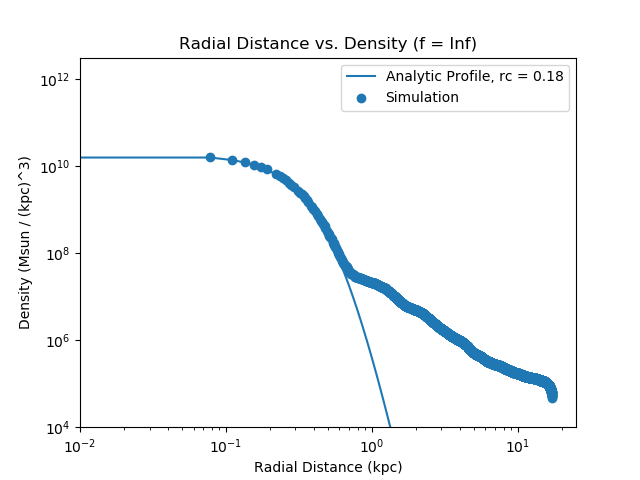 Radial Distance vs. Density (f = Inf)
Analytic Profile, rc = 0.18
Simulation
Density (Msun / (kpc)^3)
10^12
10^10
10^8
10^6
10^4
10^−2
10^−1
10^0
10^1
Radial Distance (kpc)